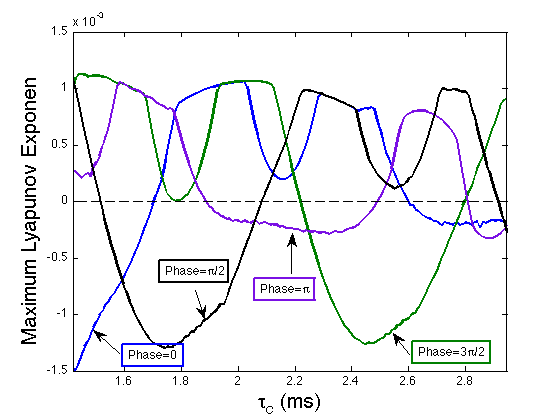 x 10⁻³
1.5
1
0.5
0
-0.5
-1
-1.5
Maximum Lyapunov Exponen
Phase=π/2
Phase=π
Phase=0
Phase=3π/2
1.6 1.8 2 2.2 2.4 2.6 2.8
τC (ms)